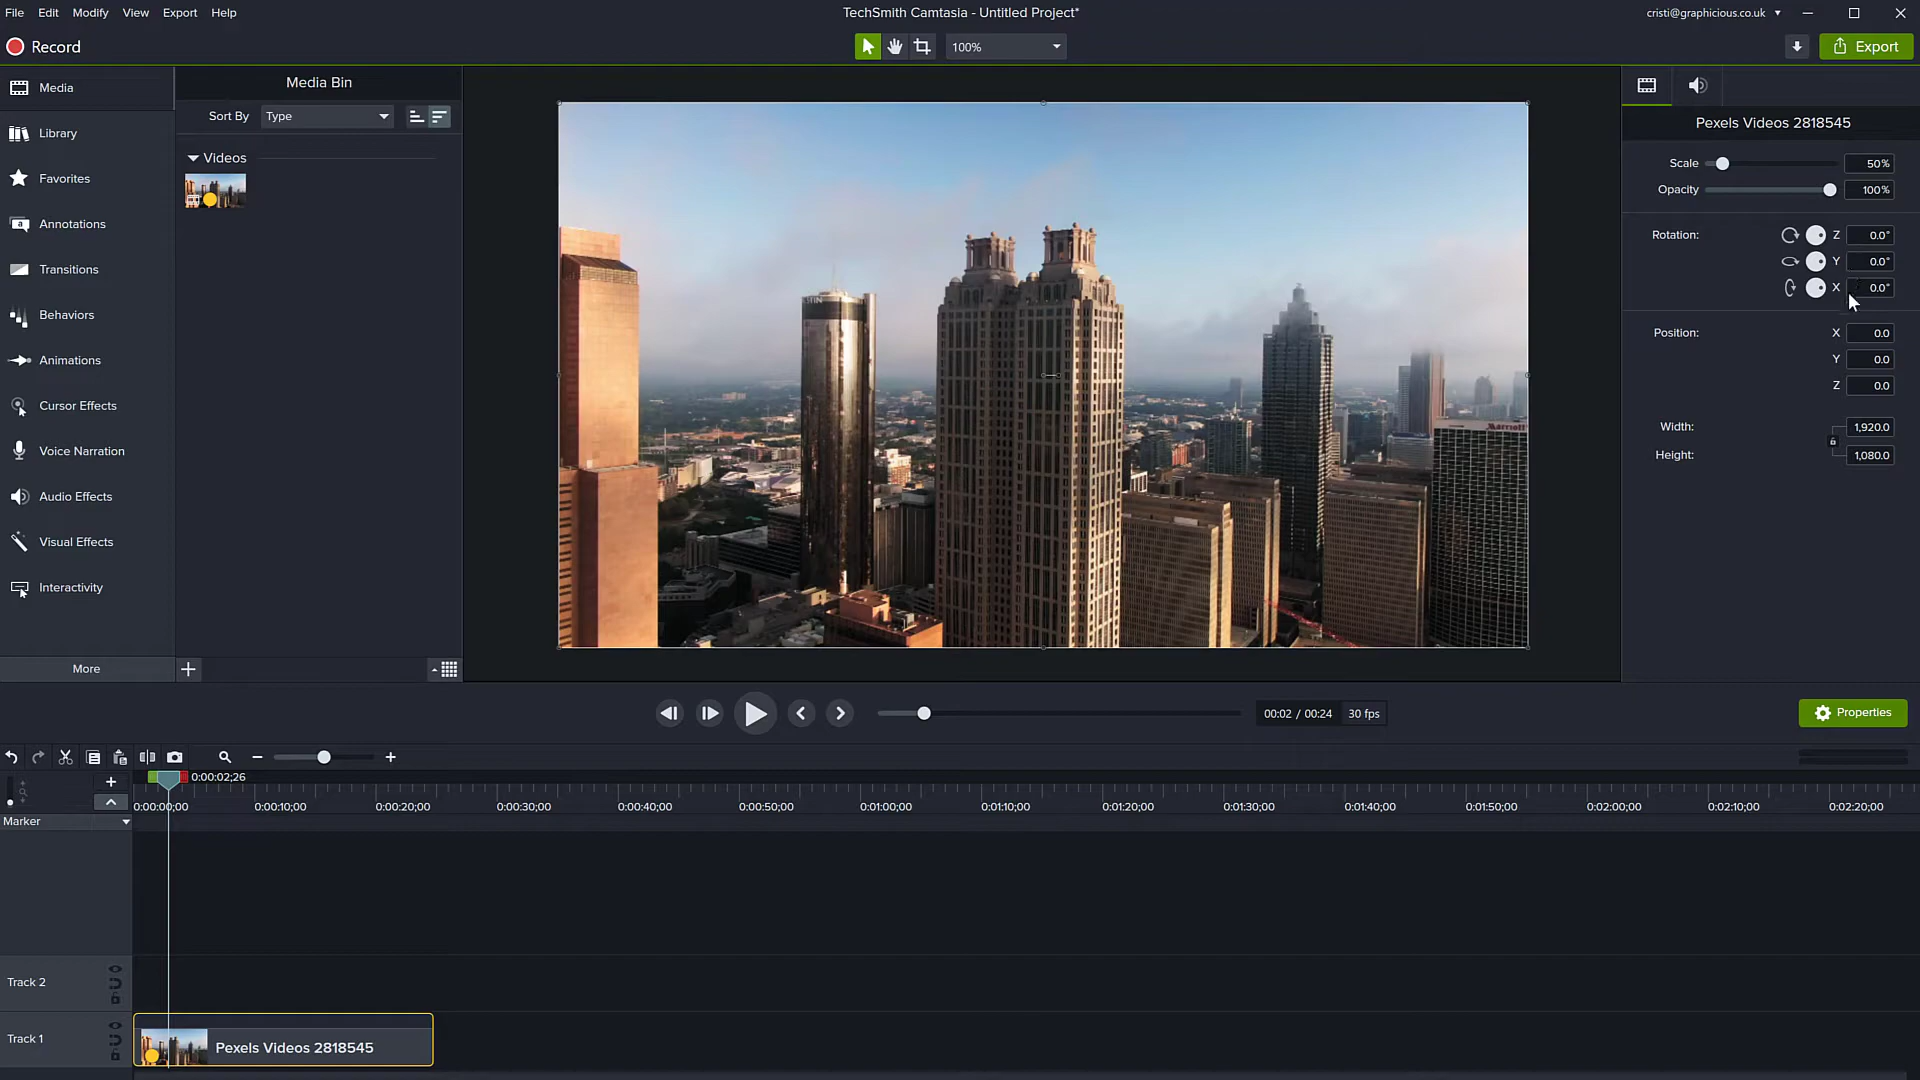 File Edit Modify View Export Help
TechSmith Camtasia - Untitled Project*
cristi@graphicious.co.uk
Record
100%
Export
Media
Library
Favorites
Annotations
Transitions
Behaviors
Animations
Cursor Effects
Voice Narration
Audio Effects
Visual Effects
Interactivity
More
Media Bin
Sort By Type
Videos
Marriott
Pexels Videos 2818545
Scale 50%
Opacity 100%
Rotation: Z 0.0°
Y 0.0°
X 0.0°
Position: X 0.0
Y 0.0
Z 0.0
Width: 1,920.0
Height: 1,080.0
00:02 / 00:24 30 fps
Properties
0:00:02;26
0:00:00;00 0:00:10;00 0:00:20;00 0:00:30;00 0:00:40;00 0:00:50;00 0:01:00;00 0:01:10;00 0:01:20;00 0:01:30;00 0:01:40;00 0:01:50;00 0:02:00;00 0:02:10;00 0:02:20;00
Marker
Track 2
Track 1
Pexels Videos 2818545